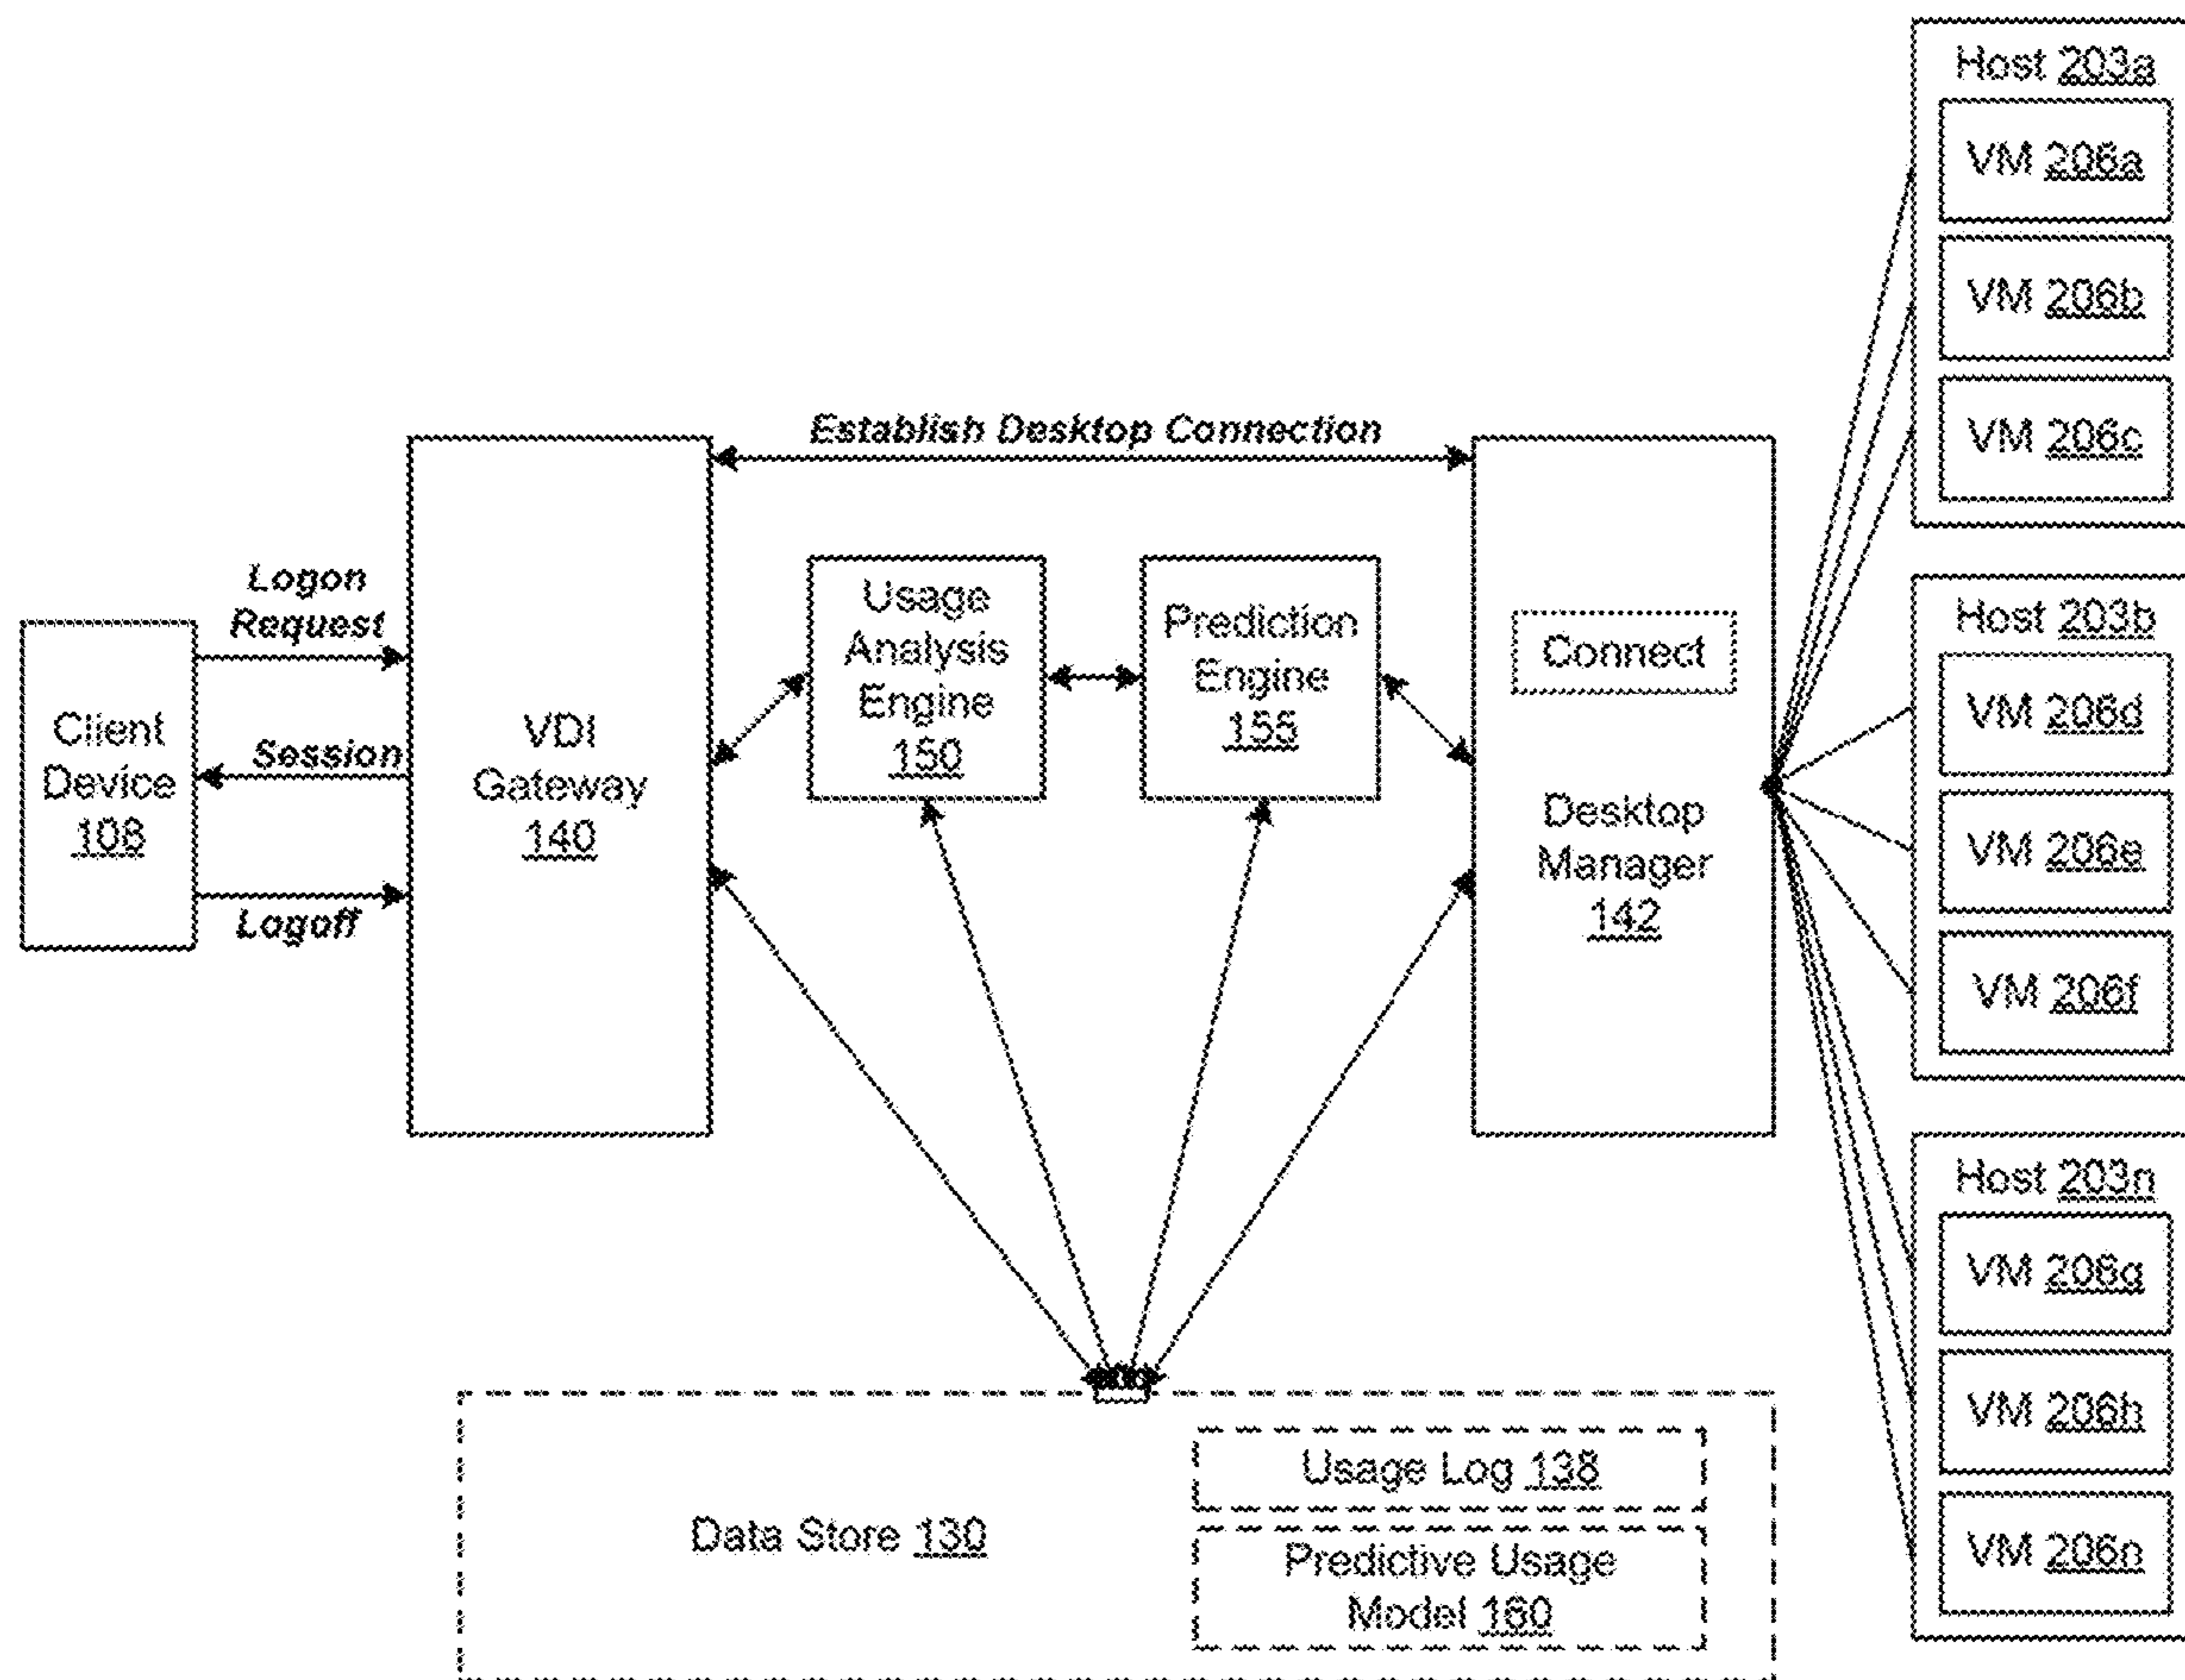 Host 203a
VM 206a
VM 206b
VM 206c
Establish Desktop Connection
Logon
Request
Session
Logoff
Client
Device
108
VDI
Gateway
140
Usage
Analysis
Engine
150
Prediction
Engine
155
Connect
Desktop
Manager
142
Host 203b
VM 206d
VM 206e
VM 206f
Host 203n
VM 206g
VM 206h
VM 206n
Data Store 130
Usage Log 138
Predictive Usage
Model 160